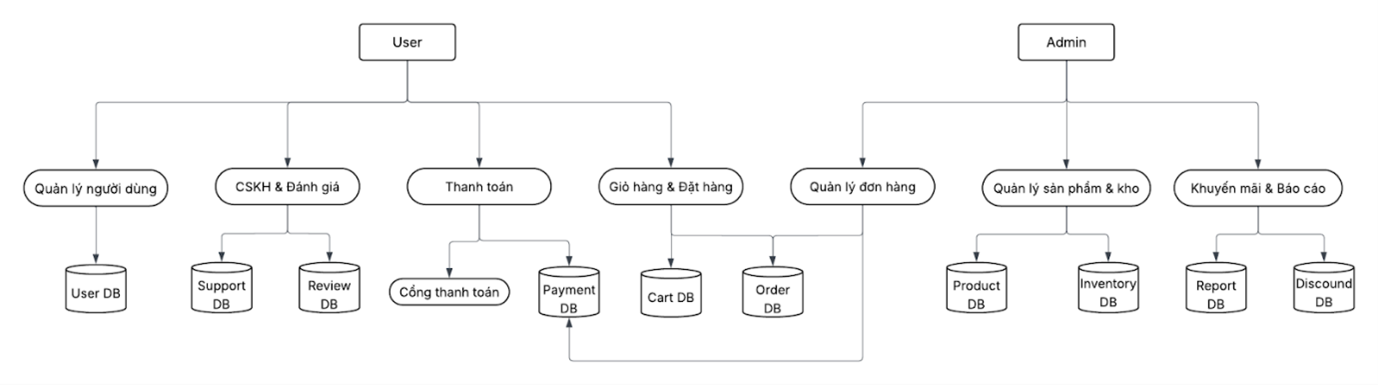 User
Admin
Quản lý người dùng
CSKH & Đánh giá
Thanh toán
Giỏ hàng & Đặt hàng
Quản lý đơn hàng
Quản lý sản phẩm & kho
Khuyến mãi & Báo cáo
User DB
Support
DB
Review
DB
Cổng thanh toán
Payment
DB
Cart DB
Order
DB
Product
DB
Inventory
DB
Report
DB
Discound
DB